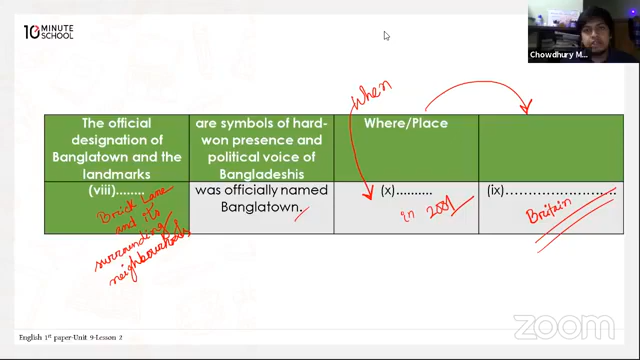 10 MINUTE
SCHOOL
Chowdhury M...
when
The official
designation of
Banglatown and the
landmarks
are symbols of hard-
won presence and
political voice of
Bangladeshis
Where/Place
(viii)........
Brick Lane
and it's
surrounding
neighbourhoods
was officially named
Banglatown.
(x)..........
in 2001
(ix)..........................
Britain
English 1st paper-Unit 9-Lesson 2
zoom